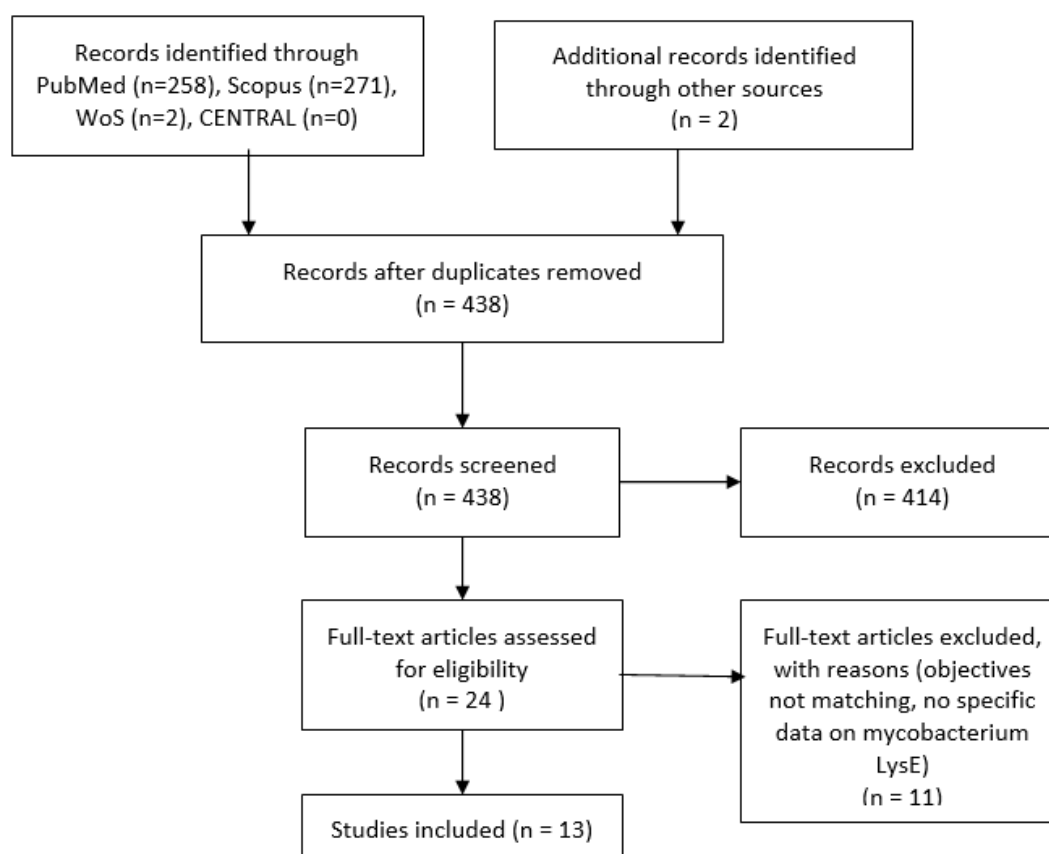 Records identified through
PubMed (n=258), Scopus (n=271),
WoS (n=2), CENTRAL (n=0)
Additional records identified
through other sources
(n = 2)
Records after duplicates removed
(n = 438)
Records screened
(n = 438)
Records excluded
(n = 414)
Full-text articles assessed
for eligibility
(n = 24 )
Full-text articles excluded,
with reasons (objectives
not matching, no specific
data on mycobacterium
LysE)
(n = 11)
Studies included (n = 13)